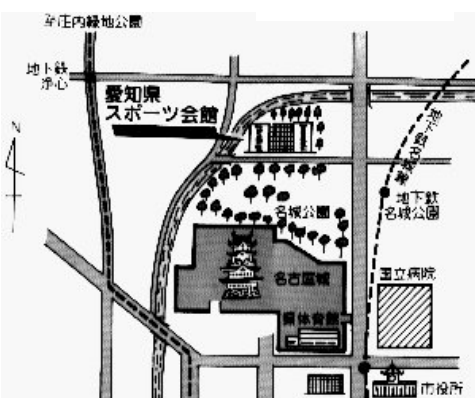 至庄内緑地公園
地下鉄
浄心
愛知県
スポーツ会館
N
地下鉄名城線
地下鉄
名城公園
名城公園
国立病院
名古屋城
県体育館
市役所